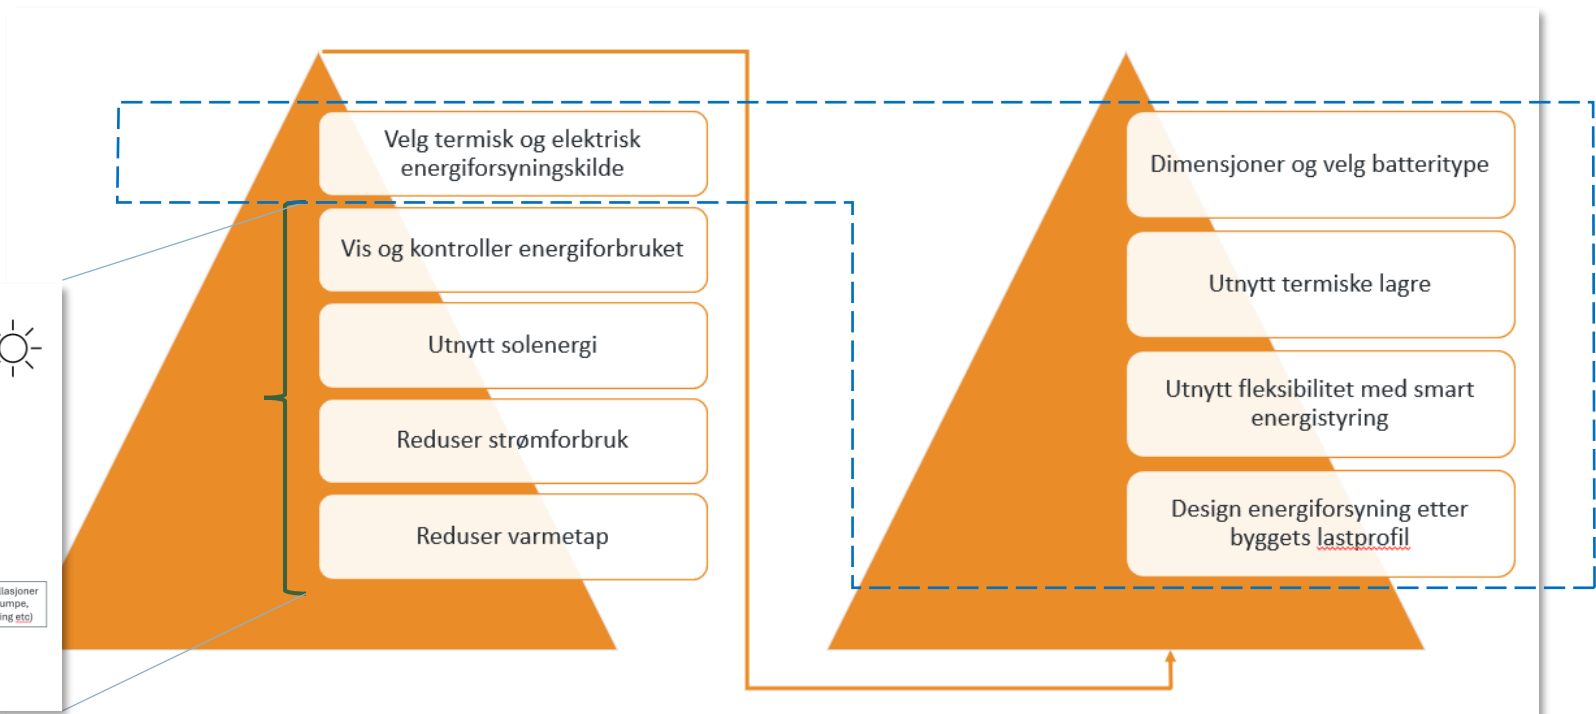 Velg termisk og elektrisk
energiforsyningskilde
Vis og kontroller energiforbruket
Utnytt solenergi
Reduser strømforbruk
Reduser varmetap
Dimensjoner og velg batteritype
Utnytt termiske lagre
Utnytt fleksibilitet med smart
energistyring
Design energiforsyning etter
byggets lastprofil
etc)